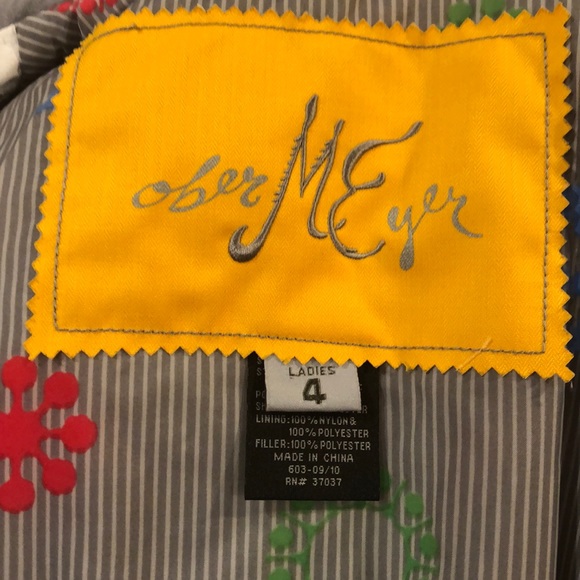 oberMEyer
LADIES'
4
LINING:100%NYLON&
100%POLYESTER
FILLER:100%POLYESTER
MADE IN CHINA
603-09/10
RN# 37037